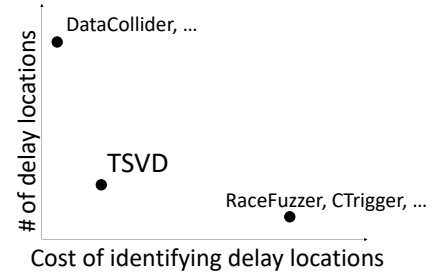 DataCollider, ...
# of delay locations
TSVD
RaceFuzzer, CTrigger, ...
Cost of identifying delay locations